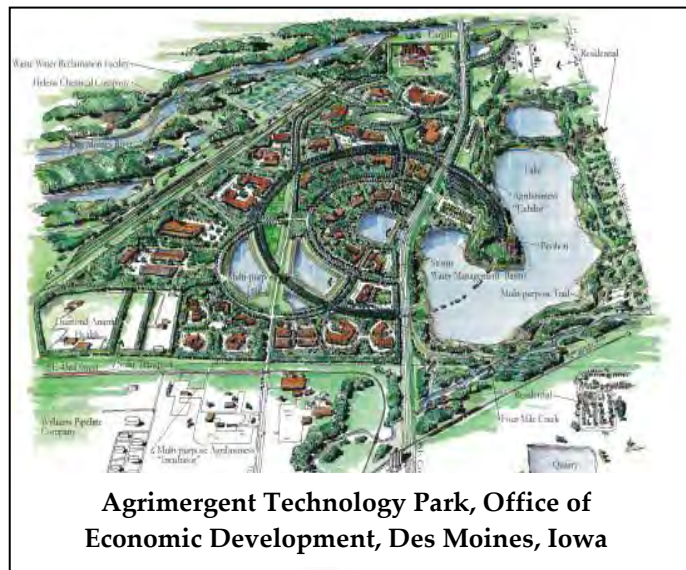 Cargill
Waste Water Reclamation Facility
Helena Chemical Company
Des Moines River
Residential
Lake
Agribusiness
"Exhibit"
Pavilion
Storm
Water Management Basin
Multi-purpose Trail
Multi-purpose
Diamond Animal
Health
Williams Pipeline
Company
Multi-purpose Agribusiness
"Incubator"
Residential
Four Mile Creek
Quarry
Agrimergent Technology Park, Office of
Economic Development, Des Moines, Iowa